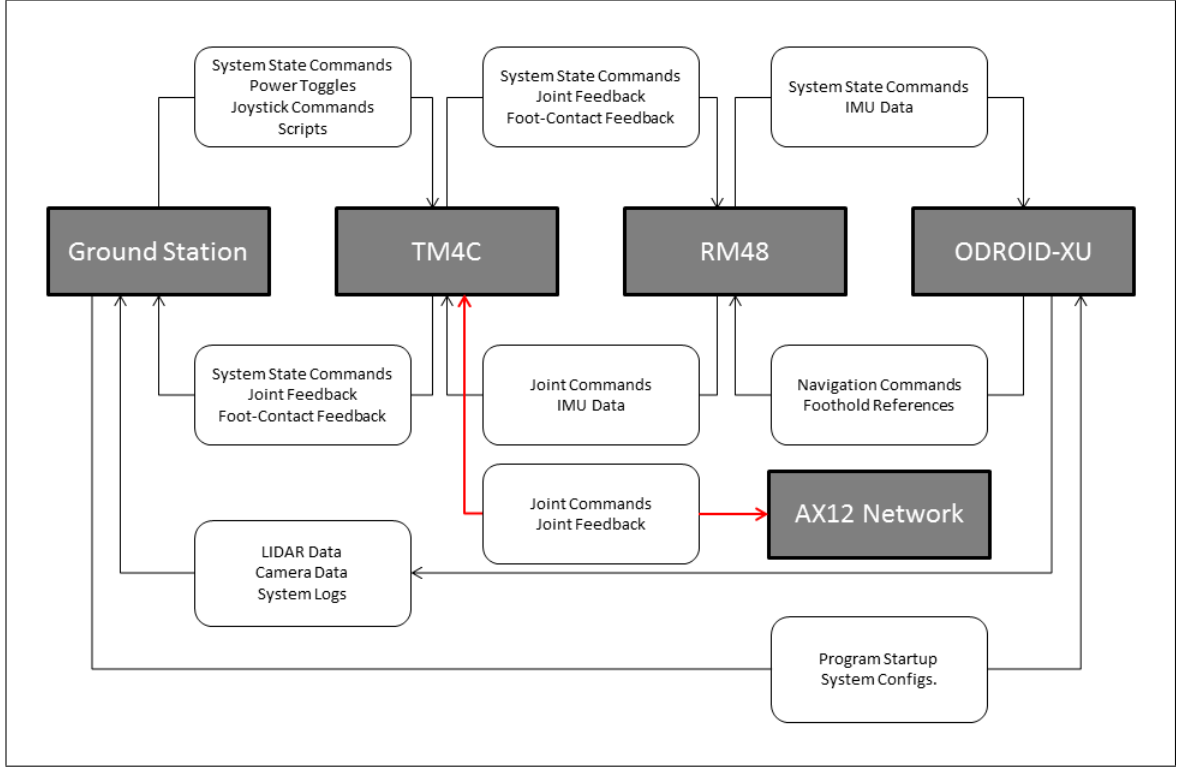 System State Commands
Power Toggles
Joystick Commands
Scripts
System State Commands
Joint Feedback
Foot-Contact Feedback
System State Commands
IMU Data
Ground Station
TM4C
RM48
ODROID-XU
System State Commands
Joint Feedback
Foot-Contact Feedback
Joint Commands
IMU Data
Navigation Commands
Foothold References
Joint Commands
Joint Feedback
AX12 Network
LIDAR Data
Camera Data
System Logs
Program Startup
System Configs.